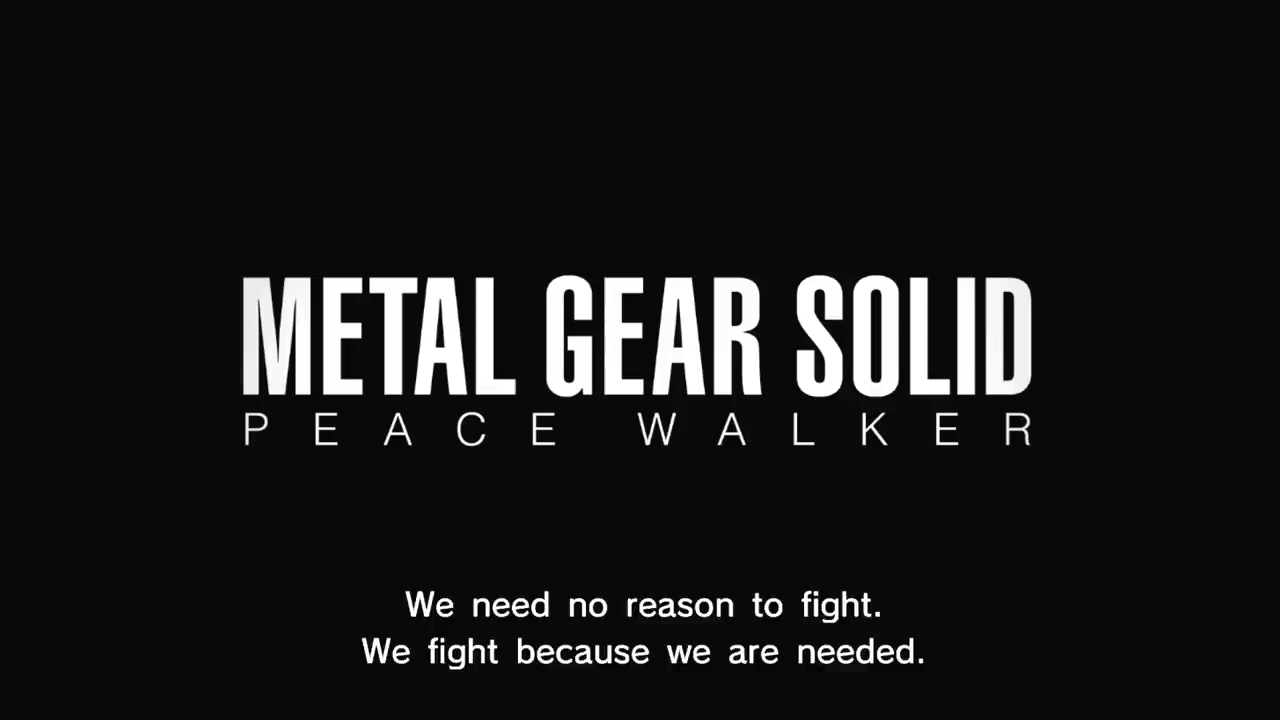 METAL GEAR SOLID
PEACE WALKER
We need no reason to fight.
We fight because we are needed.